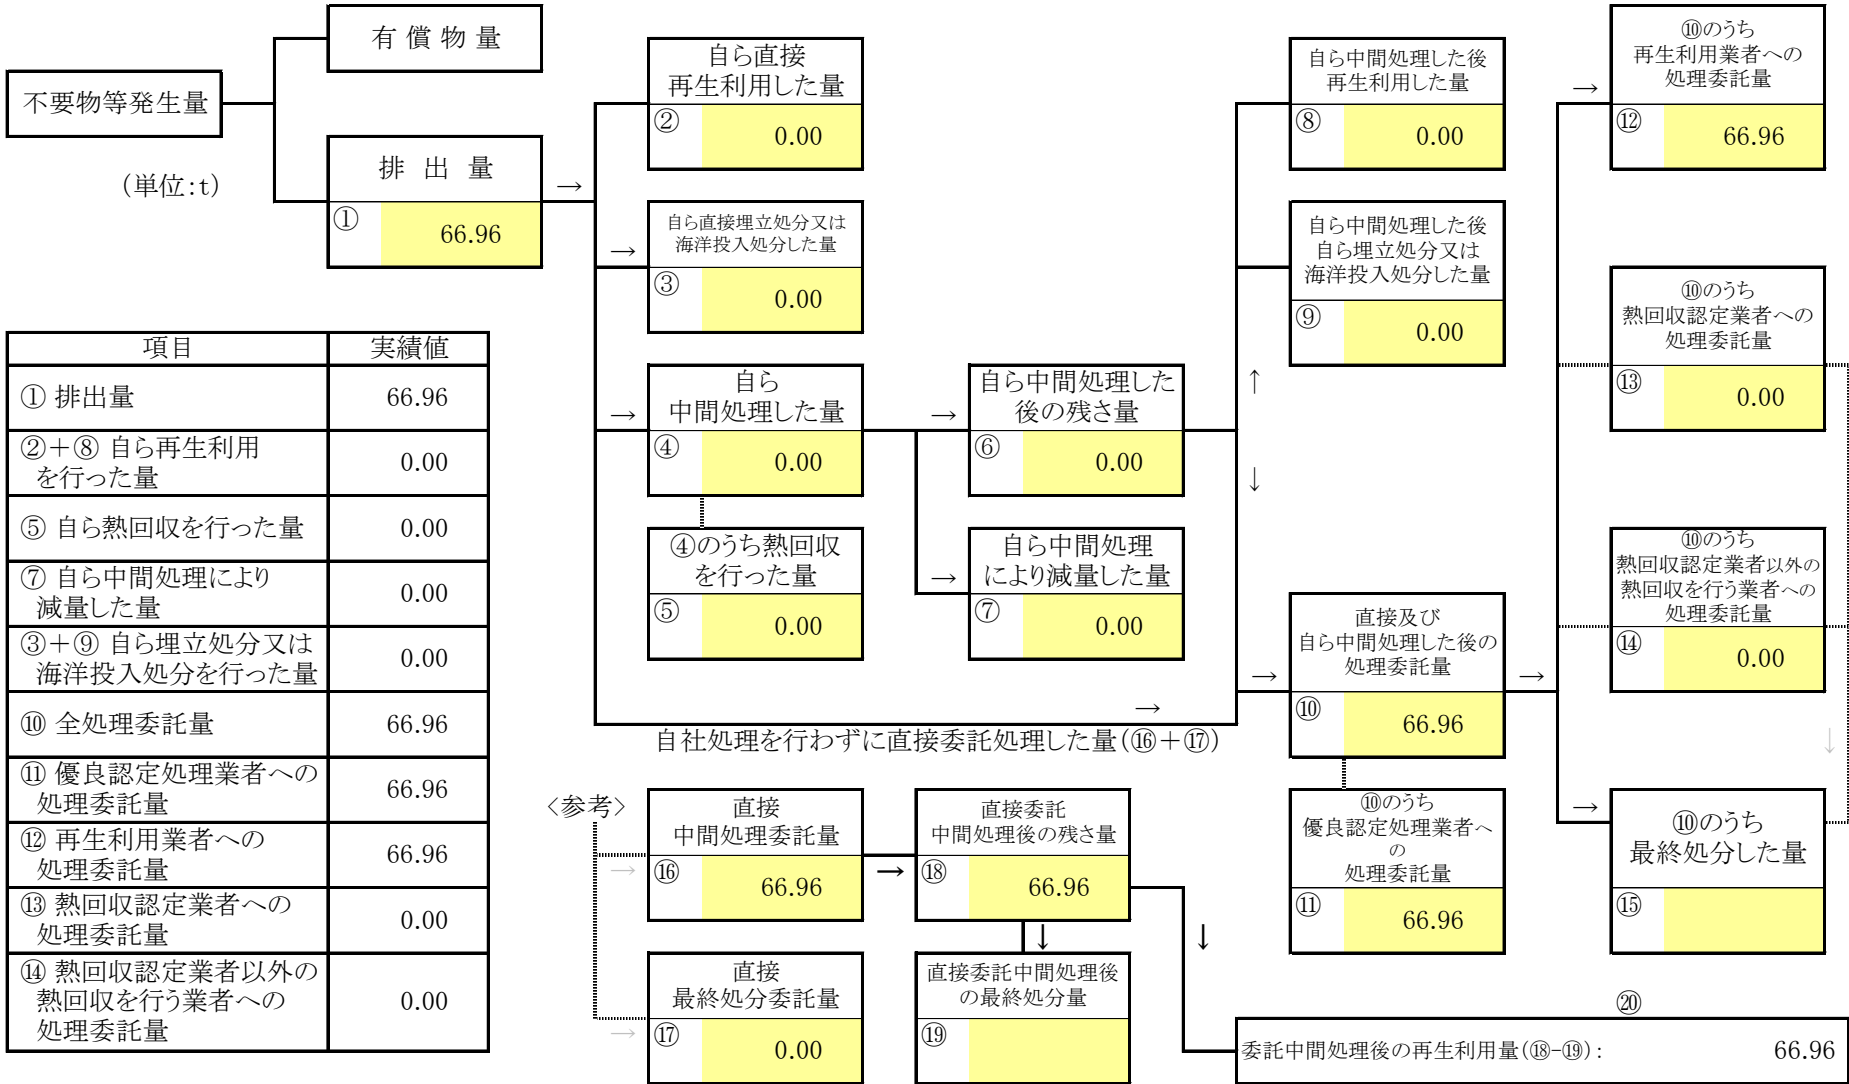 不要物等発生量
(単位:t)
有 償 物 量
排 出 量
→
①
66.96
自ら直接
再生利用した量
②
0.00
→
自ら直接埋立処分又は
海洋投入処分した量
③
0.00
→
自ら
中間処理した量
④
0.00
④のうち熱回収
を行った量
⑤
0.00
→
自ら中間処理した
後の残さ量
⑥
0.00
→
自ら中間処理
により減量した量
⑦
0.00
自ら中間処理した後
再生利用した量
⑧
0.00
自ら中間処理した後
自ら埋立処分又は
海洋投入処分した量
⑨
0.00
↑
↓
→
自社処理を行わずに直接委託処理した量(⑯+⑰)
→
直接及び
自ら中間処理した後の
処理委託量
⑩
66.96
⑩のうち
優良認定処理業者へ
の
処理委託量
⑪
66.96
→
→
⑩のうち
再生利用業者への
処理委託量
⑫
66.96
⑩のうち
熱回収認定業者への
処理委託量
⑬
0.00
⑩のうち
熱回収認定業者以外の
熱回収を行う業者への
処理委託量
⑭
0.00
↓
→
⑩のうち
最終処分した量
⑮
項目 実績値
① 排出量 66.96
②+⑧ 自ら再生利用
を行った量 0.00
⑤ 自ら熱回収を行った量 0.00
⑦ 自ら中間処理により
減量した量 0.00
③+⑨ 自ら埋立処分又は
海洋投入処分を行った量 0.00
⑩ 全処理委託量 66.96
⑪ 優良認定処理業者への
処理委託量 66.96
⑫ 再生利用業者への
処理委託量 66.96
⑬ 熱回収認定業者への
処理委託量 0.00
⑭ 熱回収認定業者以外の
熱回収を行う業者への
処理委託量 0.00
〈参考〉
→
直接
中間処理委託量
⑯
66.96
→
直接委託
中間処理後の残さ量
⑱
66.96
↓
↓
→
直接
最終処分委託量
⑰
0.00
直接委託中間処理後
の最終処分量
⑲
⑳
委託中間処理後の再生利用量(⑱-⑲): 66.96